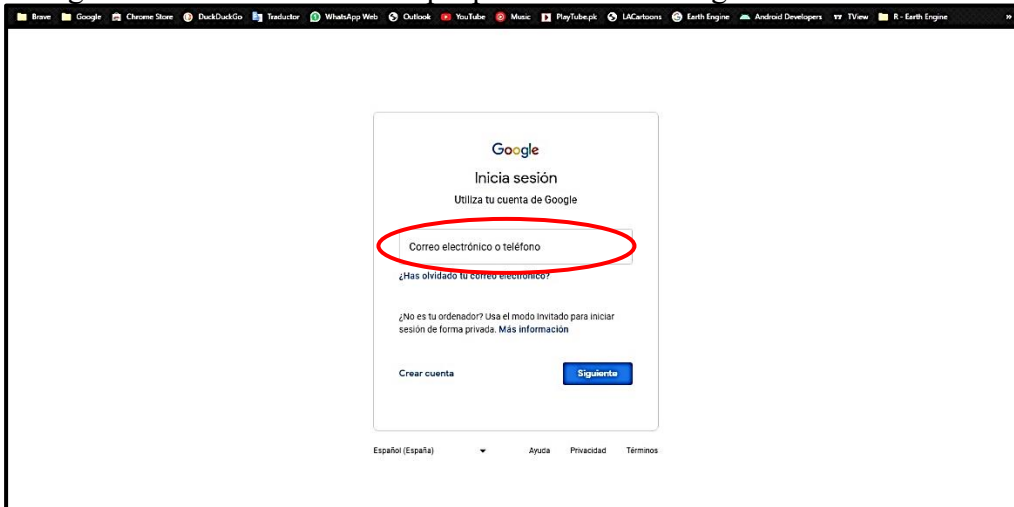 Brave Google Chrome Store DuckDuckGo Traductor WhatsApp Web Outlook YouTube Music PlayTube.pk LACartoons Earth Engine Android Developers TView R - Earth Engine »
Google
Inicia sesión
Utiliza tu cuenta de Google
Correo electrónico o teléfono
¿Has olvidado tu correo electrónico?
¿No es tu ordenador? Usa el modo Invitado para iniciar
sesión de forma privada. Más información
Crear cuenta Siguiente
Español (España) Ayuda Privacidad Términos